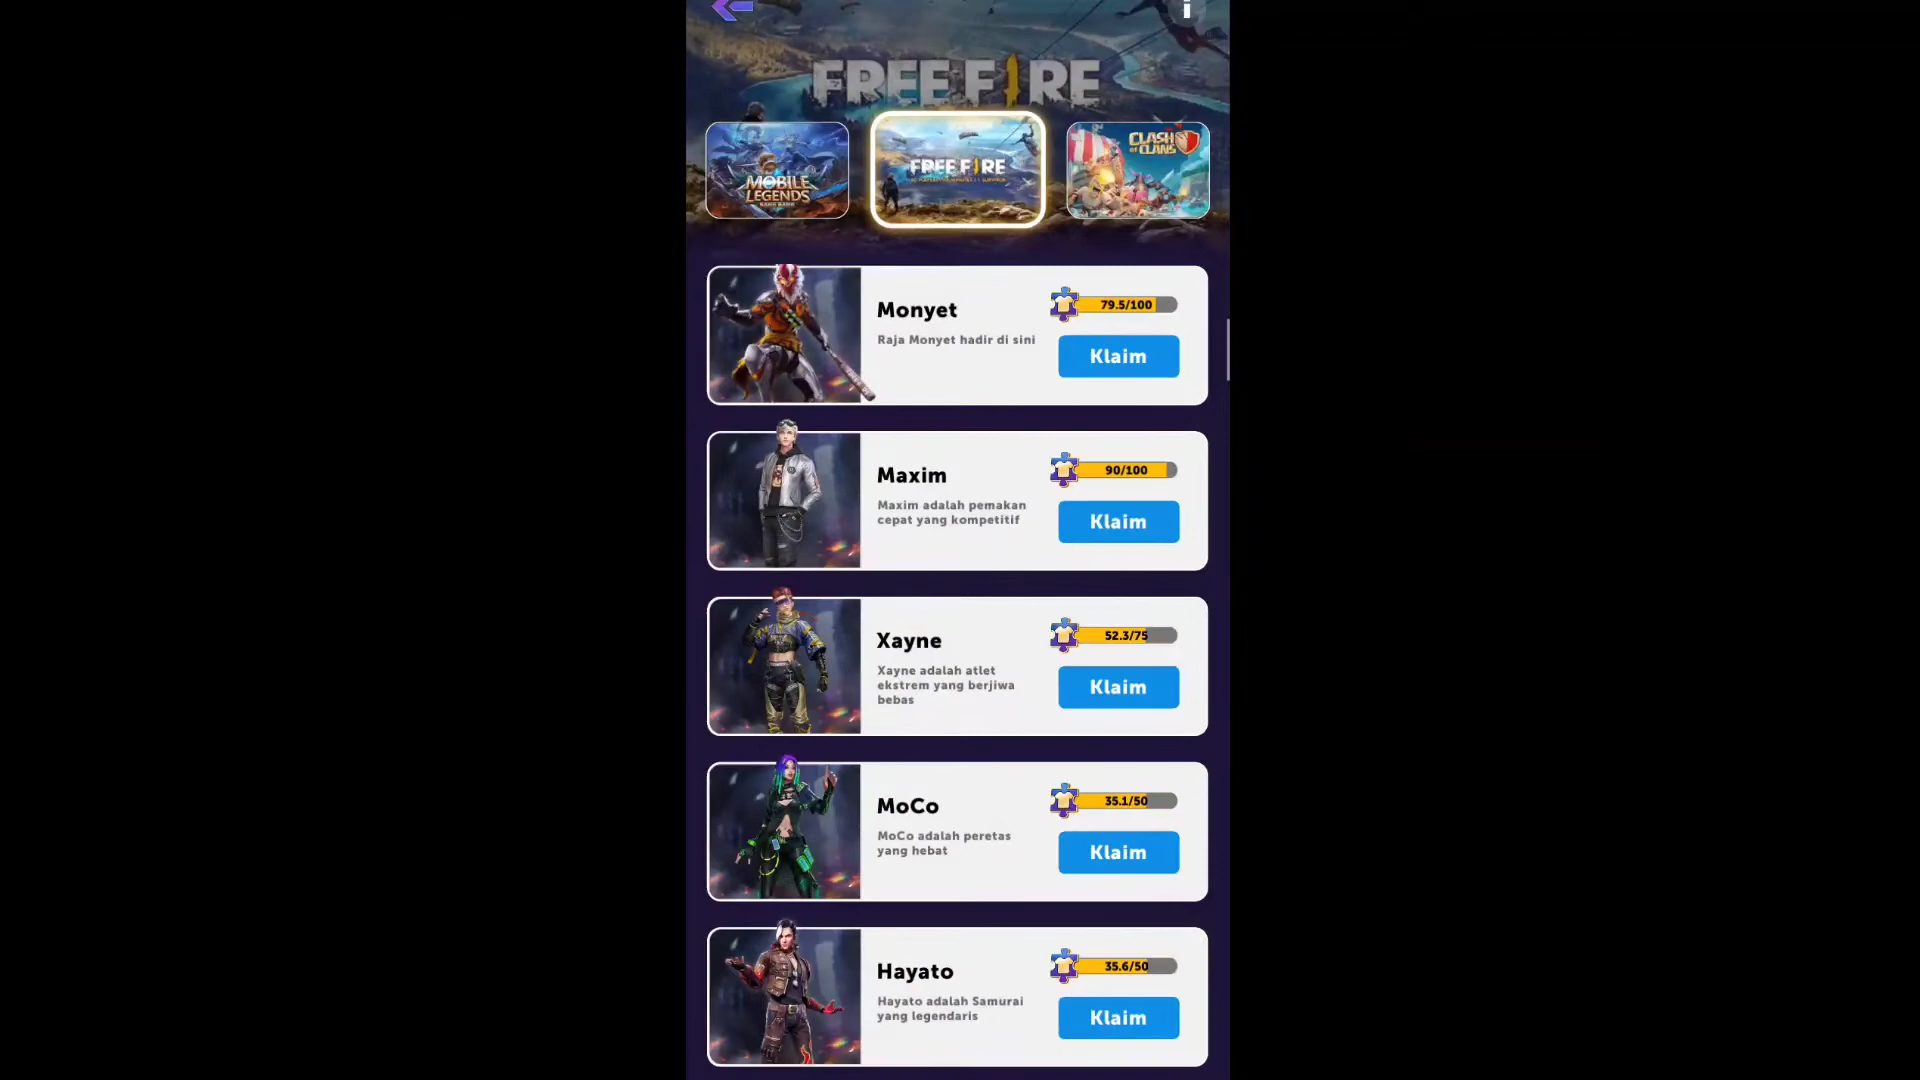 FREE FIRE
MOBILE
LEGENDS
BANG BANG
FREE FIRE
CLASH
OF CLANS
Monyet
Raja Monyet hadir di sini
79.5/100
Klaim
Maxim
Maxim adalah pemakan
cepat yang kompetitif
90/100
Klaim
Xayne
Xayne adalah atlet
ekstrem yang berjiwa
bebas
52.3/75
Klaim
MoCo
MoCo adalah peretas
yang hebat
35.1/50
Klaim
Hayato
Hayato adalah Samurai
yang legendaris
35.6/50
Klaim